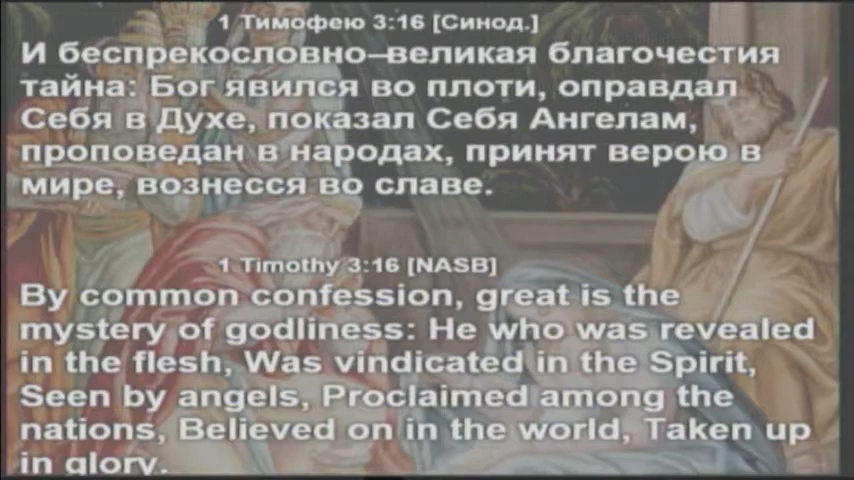 1 Тимофею 3:16 [Синод.]
И беспрекословно–великая благочестия
тайна: Бог явился во плоти, оправдал
Себя в Духе, показал Себя Ангелам,
проповедан в народах, принят верою в
мире, вознесся во славе.
1 Timothy 3:16 [NASB]
By common confession, great is the
mystery of godliness: He who was revealed
in the flesh, Was vindicated in the Spirit,
Seen by angels, Proclaimed among the
nations, Believed on in the world, Taken up
in glory.